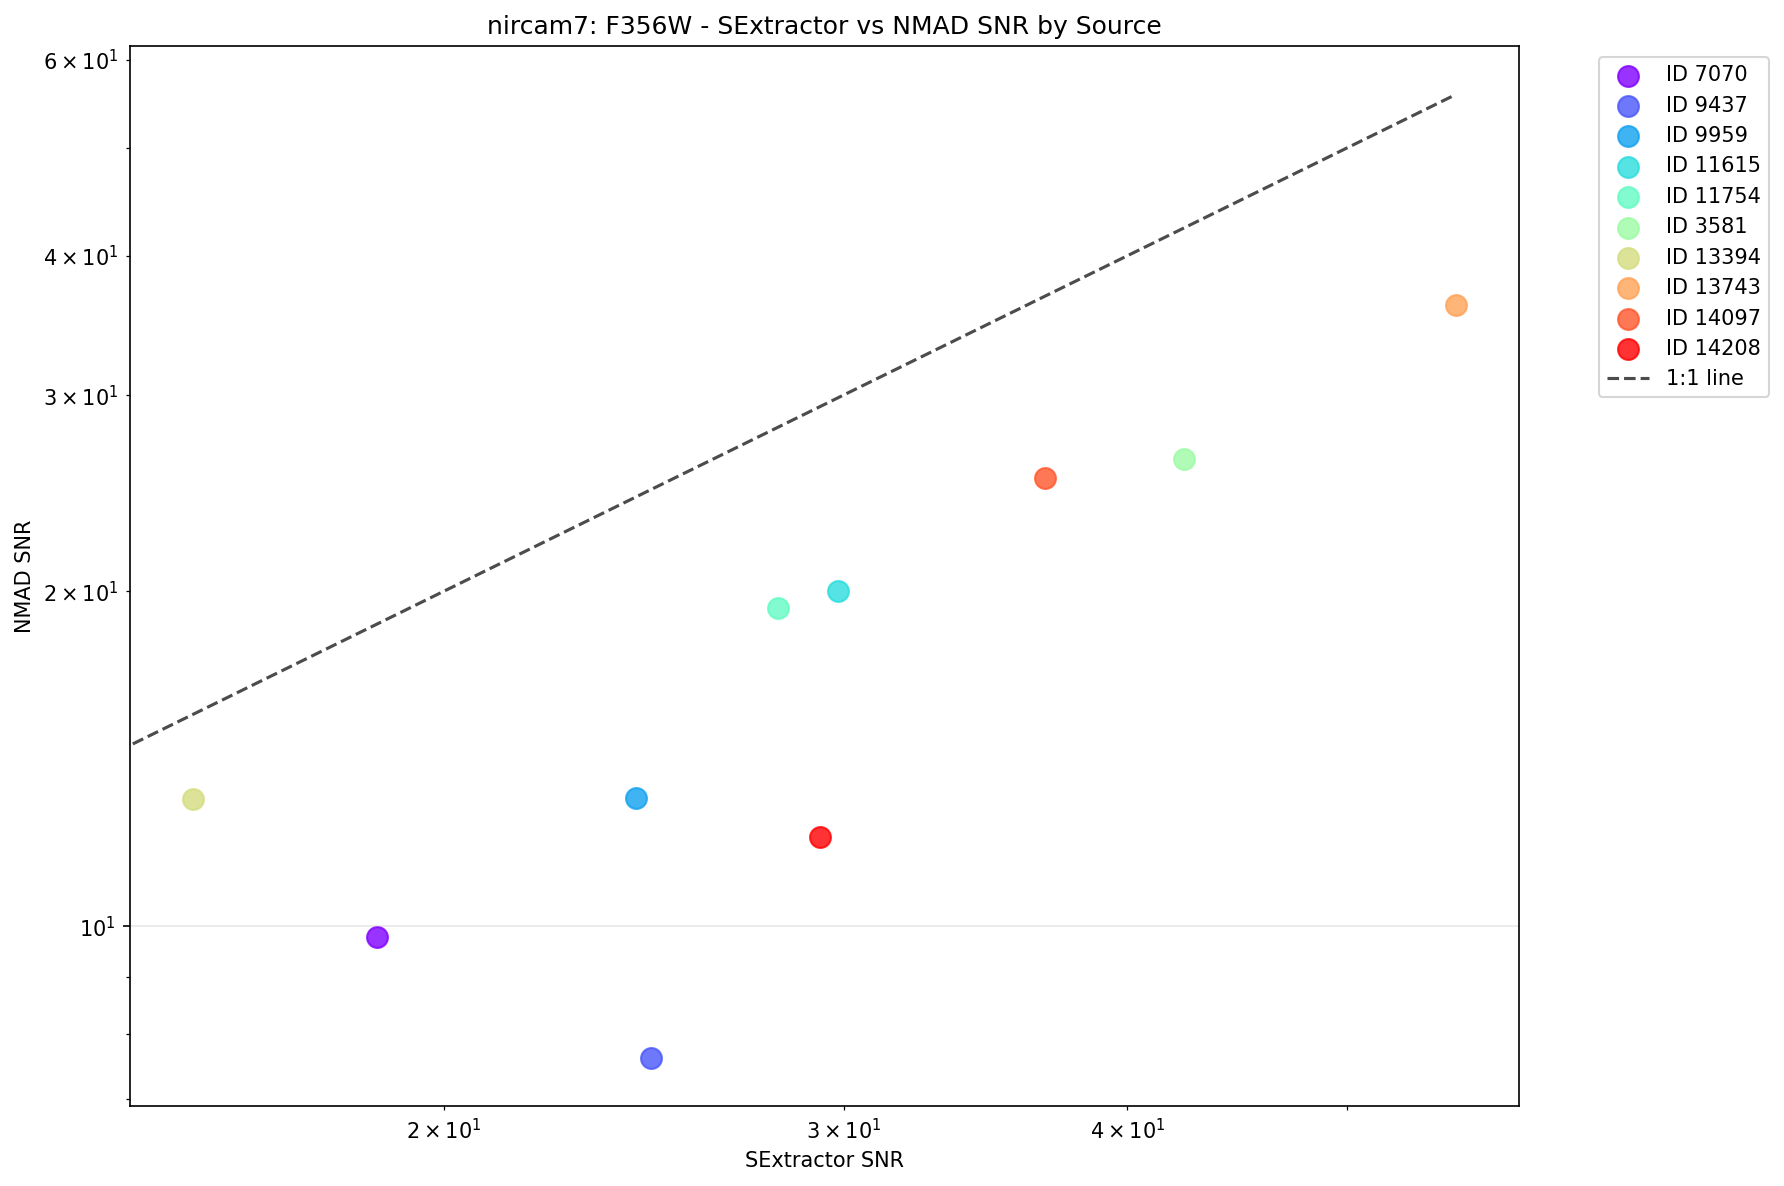 nircam7: F356W - SExtractor vs NMAD SNR by Source
NMAD SNR
6 × 10¹
4 × 10¹
3 × 10¹
2 × 10¹
10¹
2 × 10¹
3 × 10¹
4 × 10¹
SExtractor SNR
ID 7070
ID 9437
ID 9959
ID 11615
ID 11754
ID 3581
ID 13394
ID 13743
ID 14097
ID 14208
1:1 line